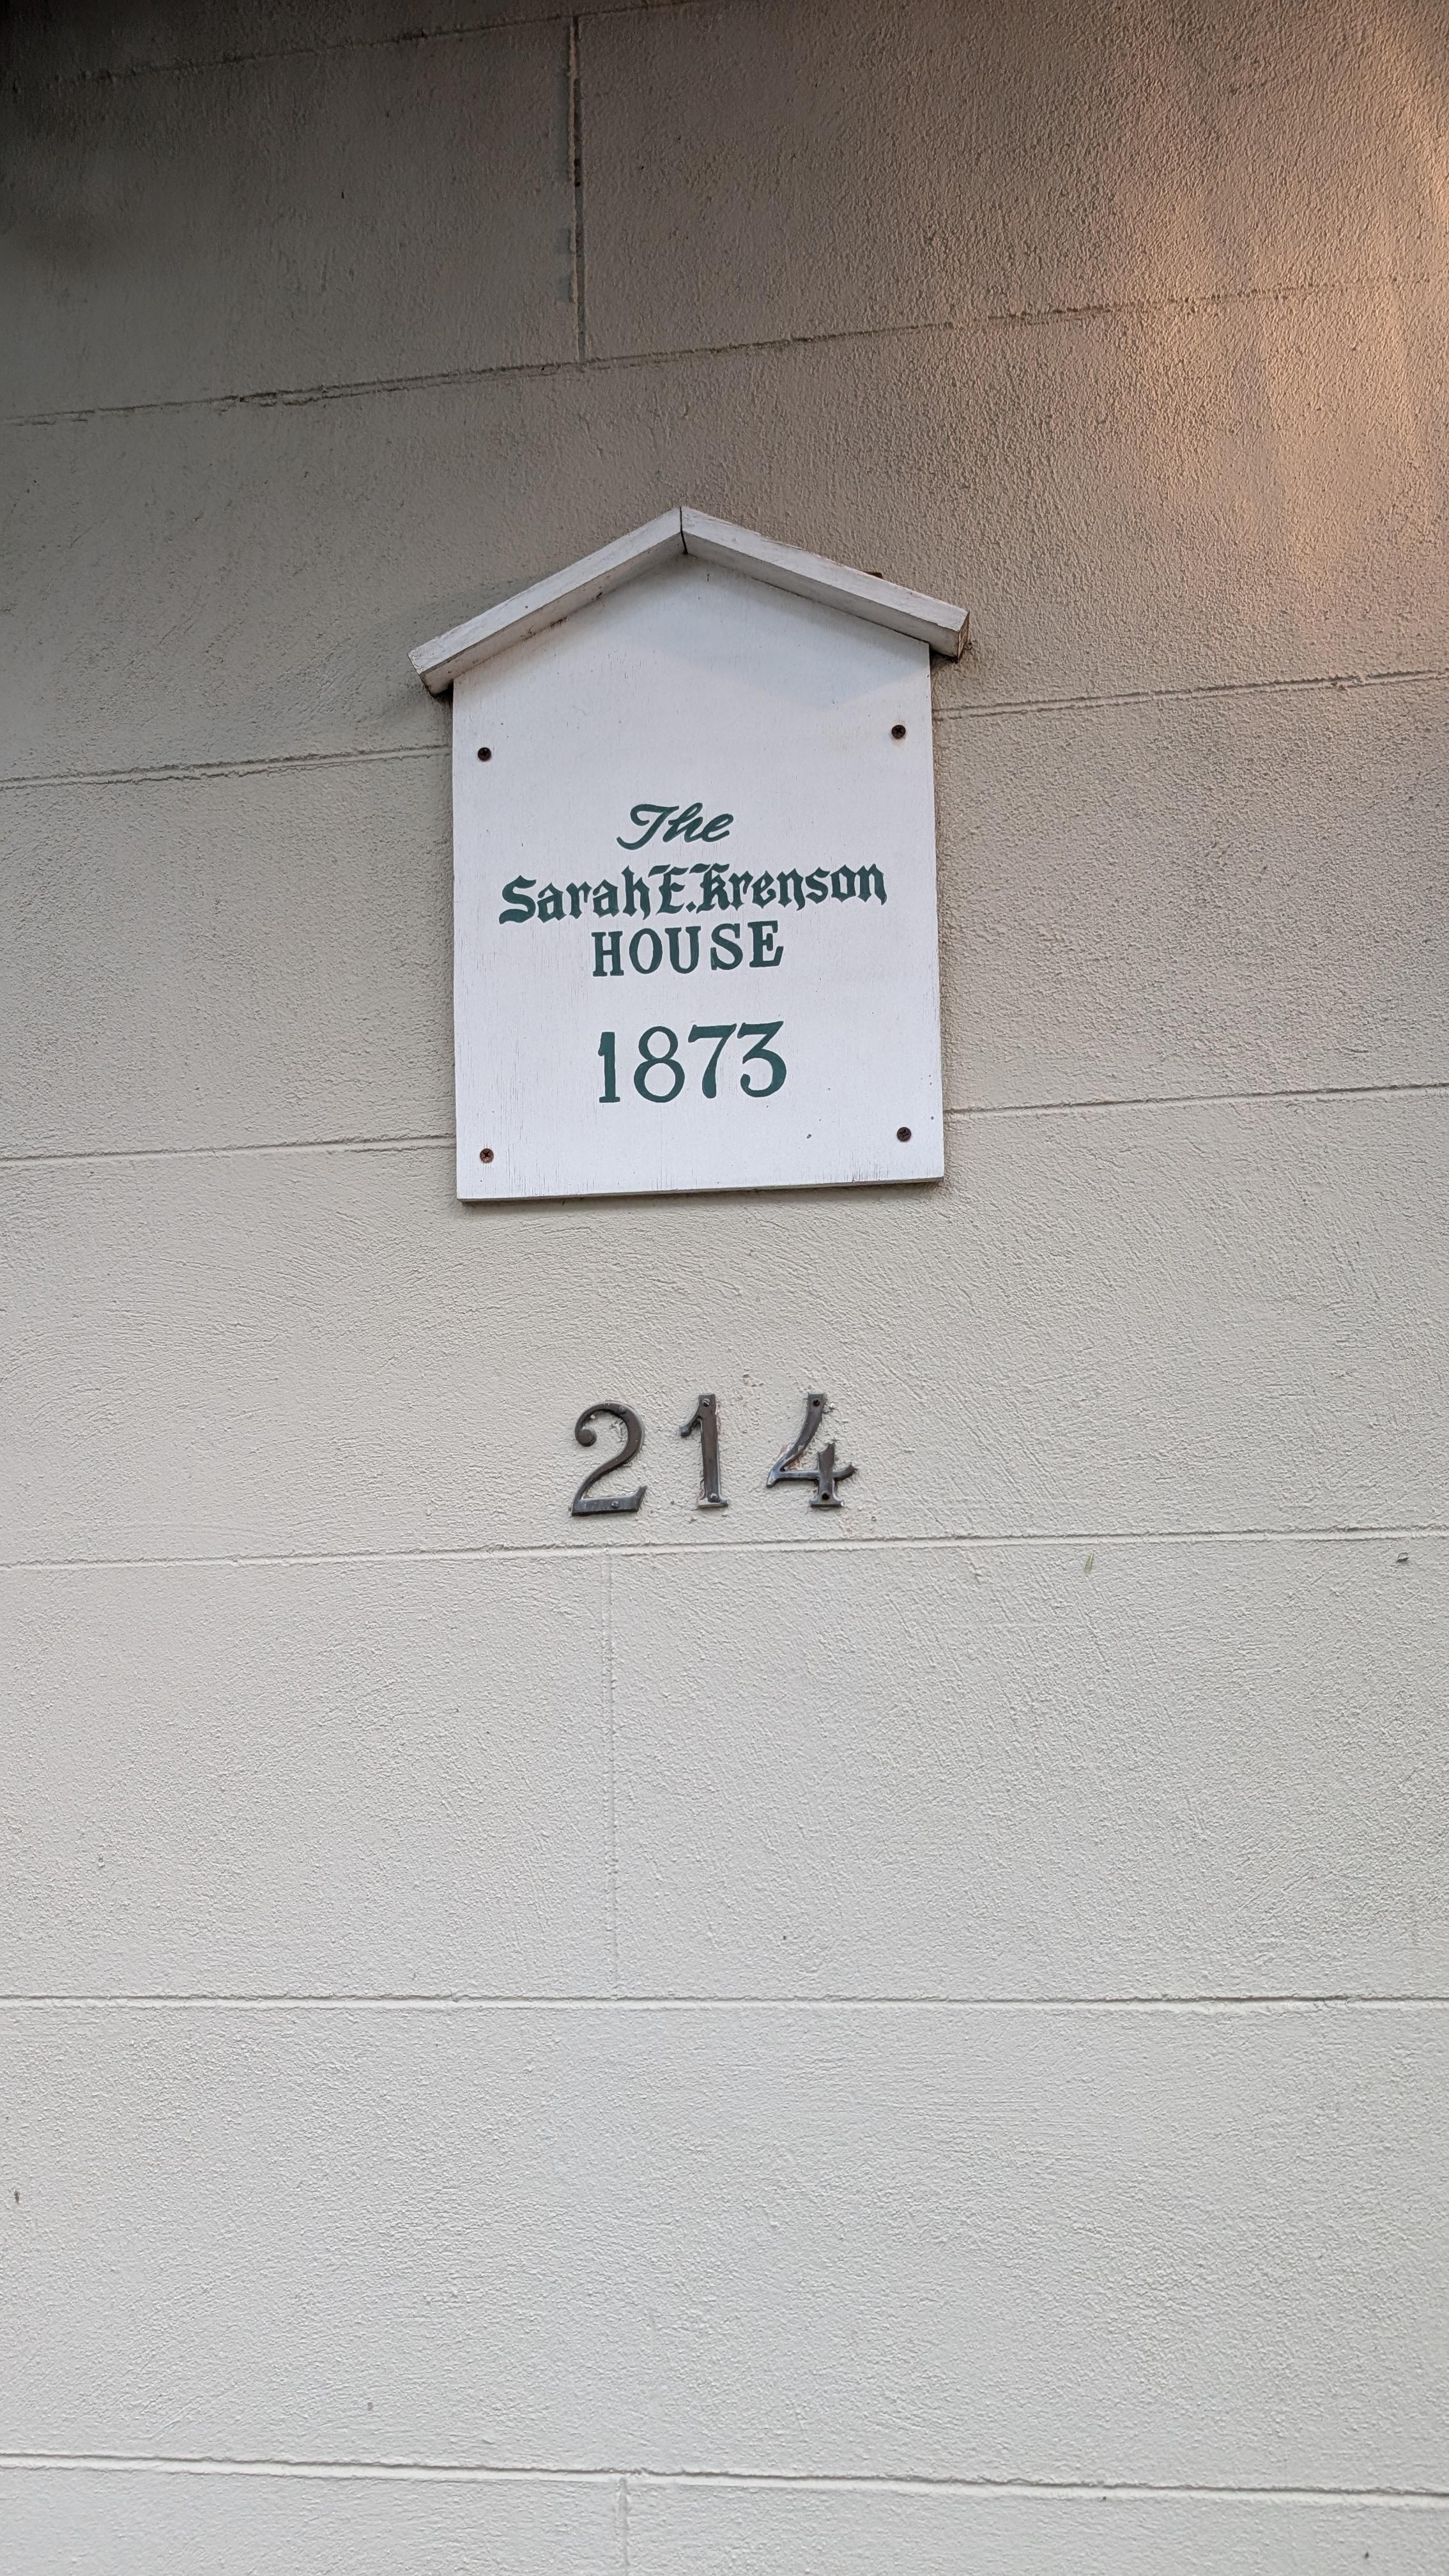 The
Sarah E. Krenson
HOUSE
1873
214